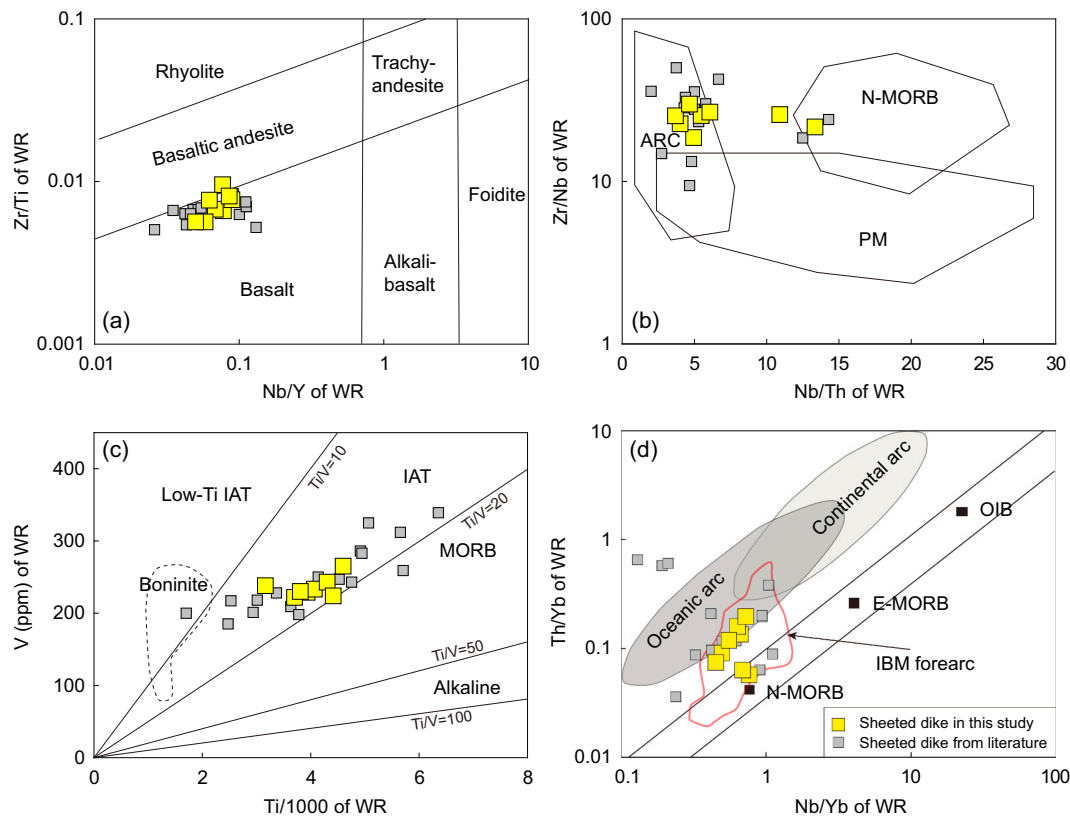 0.1
0.01
0.001
Zr/Ti of WR
Rhyolite
Trachy-
andesite
Basaltic andesite
Foidite
Alkali-
basalt
Basalt
(a)
0.01
0.1
1
10
Nb/Y of WR
100
10
1
Zr/Nb of WR
N-MORB
ARC
PM
(b)
0
5
10
15
20
25
30
Nb/Th of WR
(c)
400
300
200
100
0
V (ppm) of WR
Low-Ti IAT
Ti/V=10
IAT
Ti/V=20
MORB
Boninite
Ti/V=50
Alkaline
Ti/V=100
0
2
4
6
8
Ti/1000 of WR
(d)
10
1
0.1
0.01
Th/Yb of WR
Continental arc
Oceanic arc
OIB
E-MORB
IBM forearc
N-MORB
Sheeted dike in this study
Sheeted dike from literature
0.1
1
10
100
Nb/Yb of WR